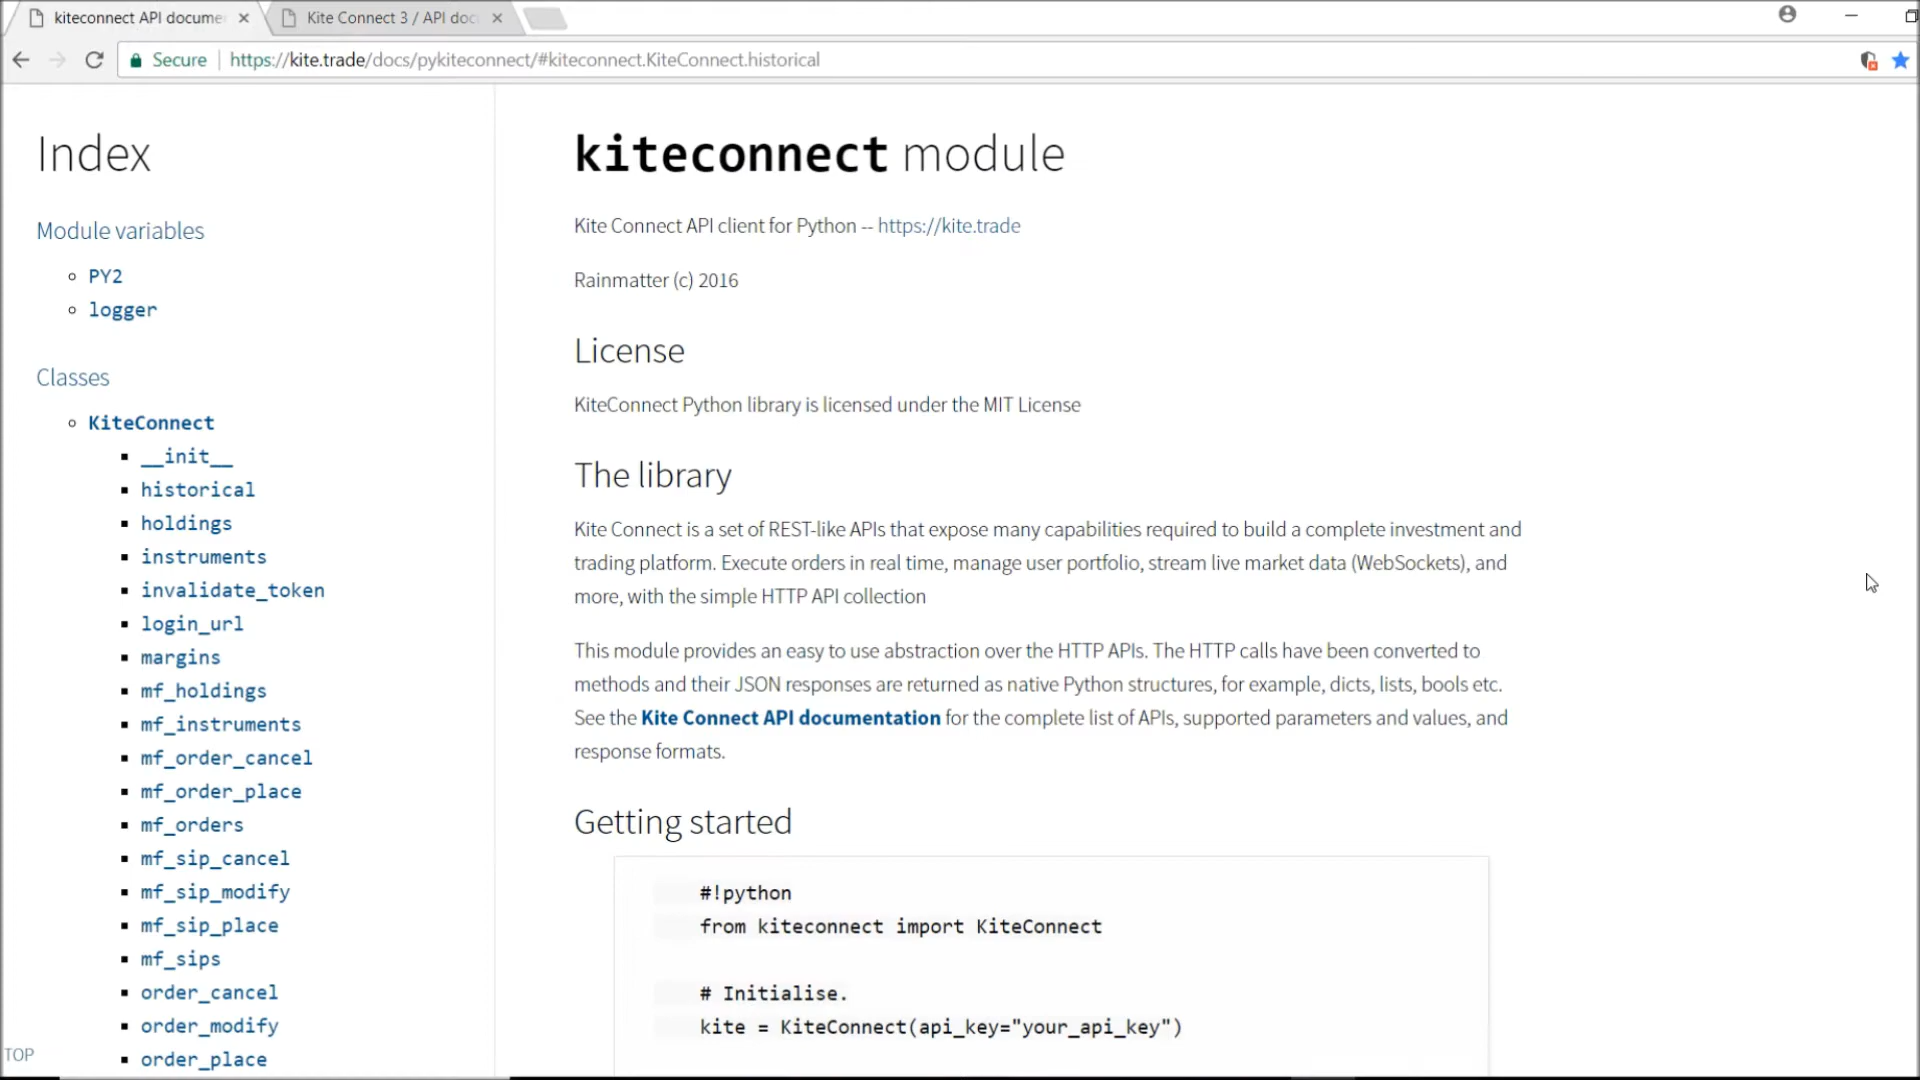 kiteconnect API docume
Kite Connect 3 / API doc
Secure
https://kite.trade/docs/pykiteconnect/#kiteconnect.KiteConnect.historical
Index
Module variables
PY2
logger
Classes
KiteConnect
__init__
historical
holdings
instruments
invalidate_token
login_url
margins
mf_holdings
mf_instruments
mf_order_cancel
mf_order_place
mf_orders
mf_sip_cancel
mf_sip_modify
mf_sip_place
mf_sips
order_cancel
order_modify
order_place
TOP
kiteconnect module
Kite Connect API client for Python -- https://kite.trade
Rainmatter (c) 2016
License
KiteConnect Python library is licensed under the MIT License
The library
Kite Connect is a set of REST-like APIs that expose many capabilities required to build a complete investment and
trading platform. Execute orders in real time, manage user portfolio, stream live market data (WebSockets), and
more, with the simple HTTP API collection
This module provides an easy to use abstraction over the HTTP APIs. The HTTP calls have been converted to
methods and their JSON responses are returned as native Python structures, for example, dicts, lists, bools etc.
See the Kite Connect API documentation for the complete list of APIs, supported parameters and values, and
response formats.
Getting started
#!python
from kiteconnect import KiteConnect
# Initialise.
kite = KiteConnect(api_key="your_api_key")